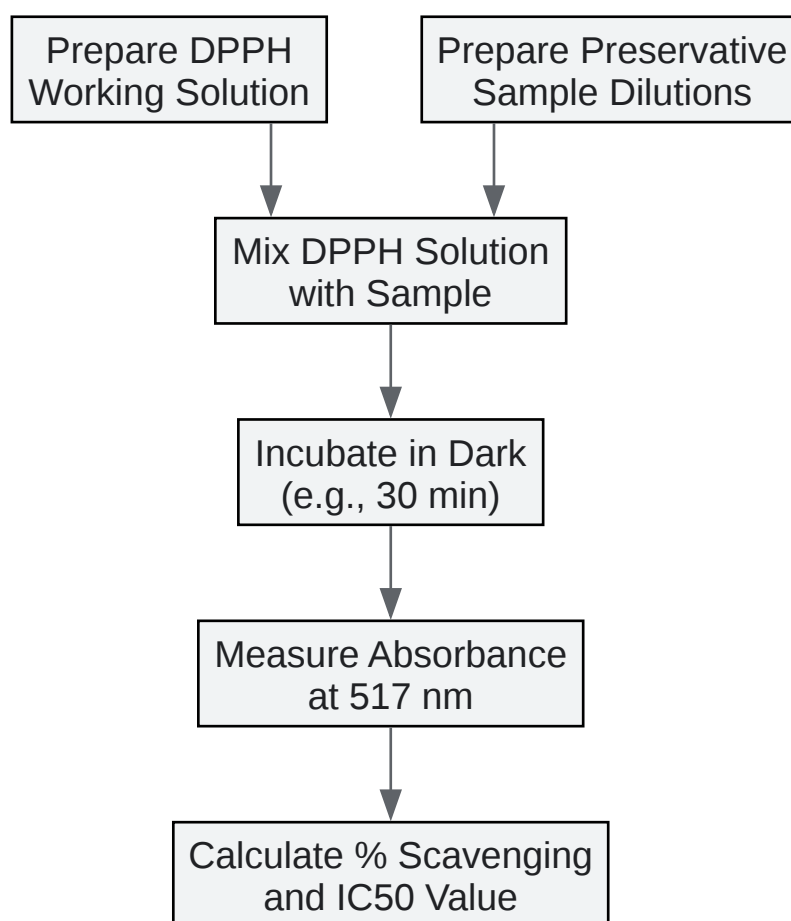 Prepare DPPH
Working Solution
Prepare Preservative
Sample Dilutions
Mix DPPH Solution
with Sample
Incubate in Dark
(e.g., 30 min)
Measure Absorbance
at 517 nm
Calculate % Scavenging
and IC50 Value